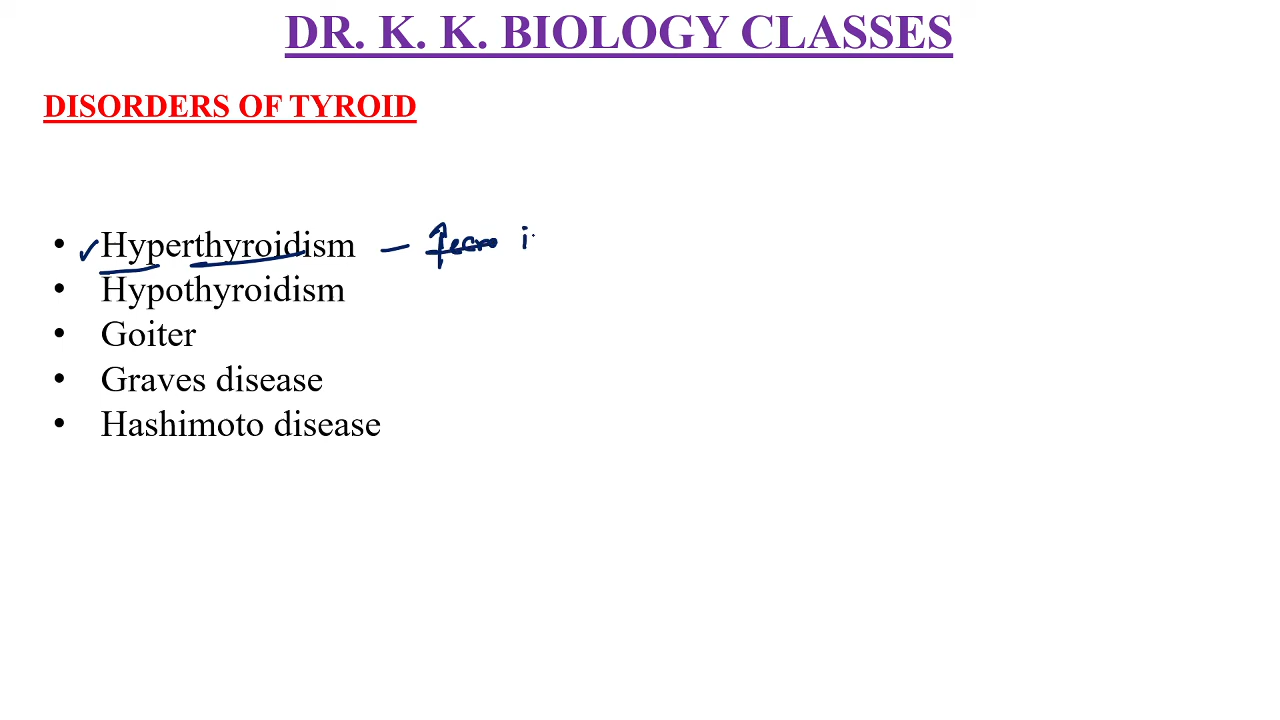 DR. K. K. BIOLOGY CLASSES
DISORDERS OF TYROID
• Hyperthyroidism –
• Hypothyroidism
• Goiter
• Graves disease
• Hashimoto disease